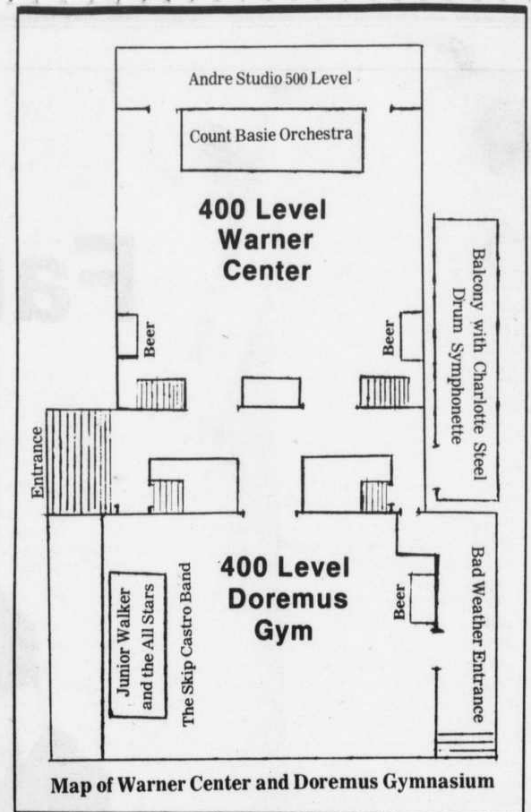 Andre Studio 500 Level
Count Basie Orchestra
400 Level
Warner
Center
Beer
Beer
Balcony with Charlotte Steel
Drum Symphonette
Entrance
400 Level
Doremus
Gym
Junior Walker
and the All Stars
The Skip Castro Band
Beer
Bad Weather Entrance
Map of Warner Center and Doremus Gymnasium